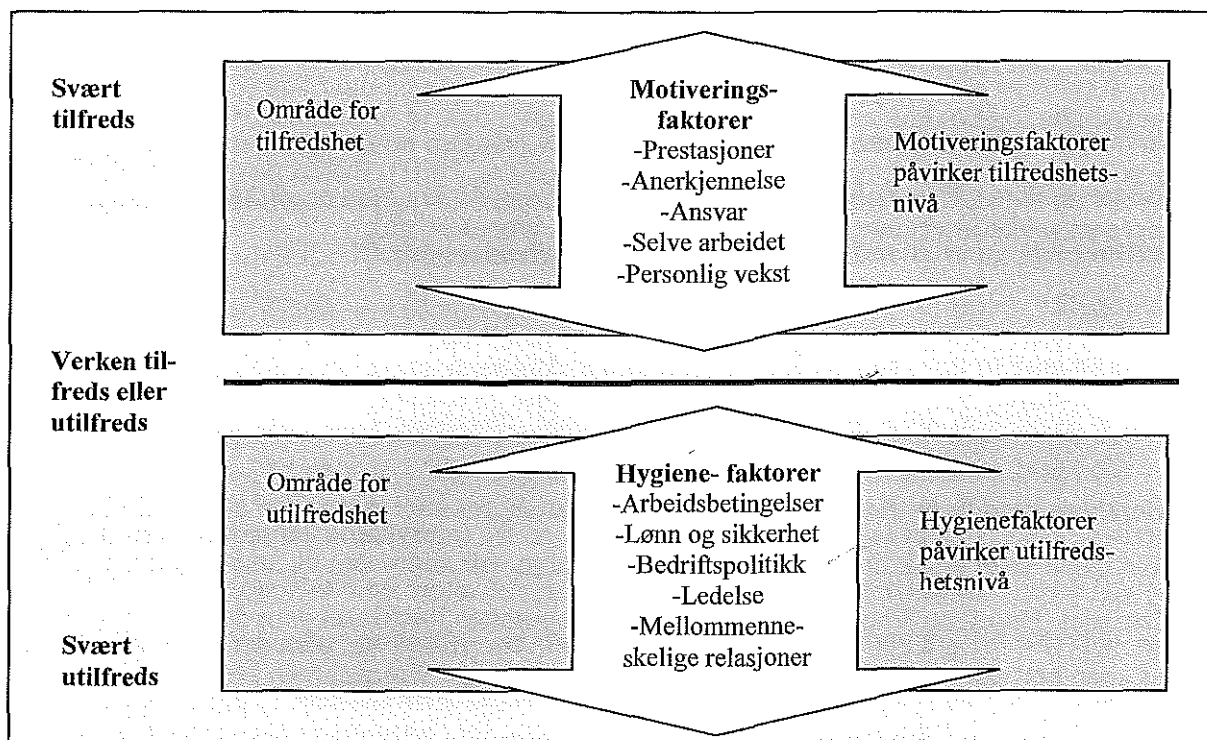 Svært
tilfreds
Område for
tilfredshet
Motiverings-
faktorer
-Prestasjoner
-Anerkjennelse
-Ansvar
-Selve arbeidet
-Personlig vekst
Motiveringsfaktorer
påvirker tilfredshets-
nivå
Verken til-
freds eller
utilfreds
Område for
utilfredshet
Hygiene- faktorer
-Arbeidsbetingelser
-Lønn og sikkerhet
-Bedriftspolitikk
-Ledelse
-Mellommenne-
skelige relasjoner
Hygienefaktorer
påvirker utilfreds-
hetsnivå
Svært
utilfreds